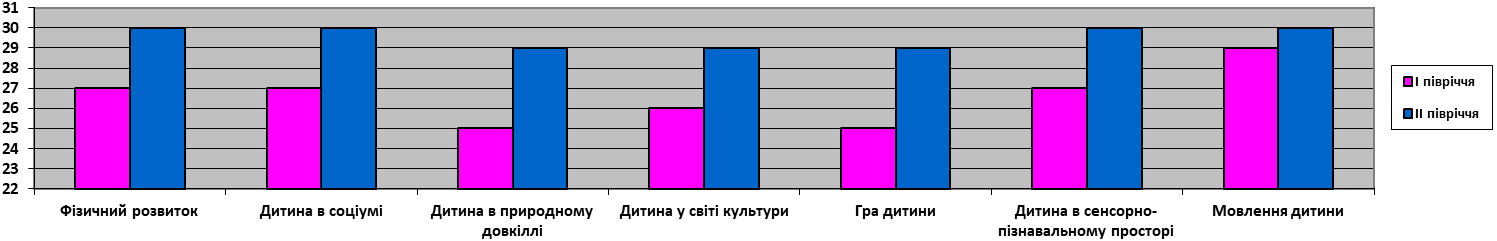 31
30
29
28
27
26
25
24
23
22
Фізичний розвиток
Дитина в соціумі
Дитина в природному
довкіллі
Дитина у світі культури
Гра дитини
Дитина в сенсорно-
пізнавальному просторі
Мовлення дитини
І півріччя
ІІ півріччя